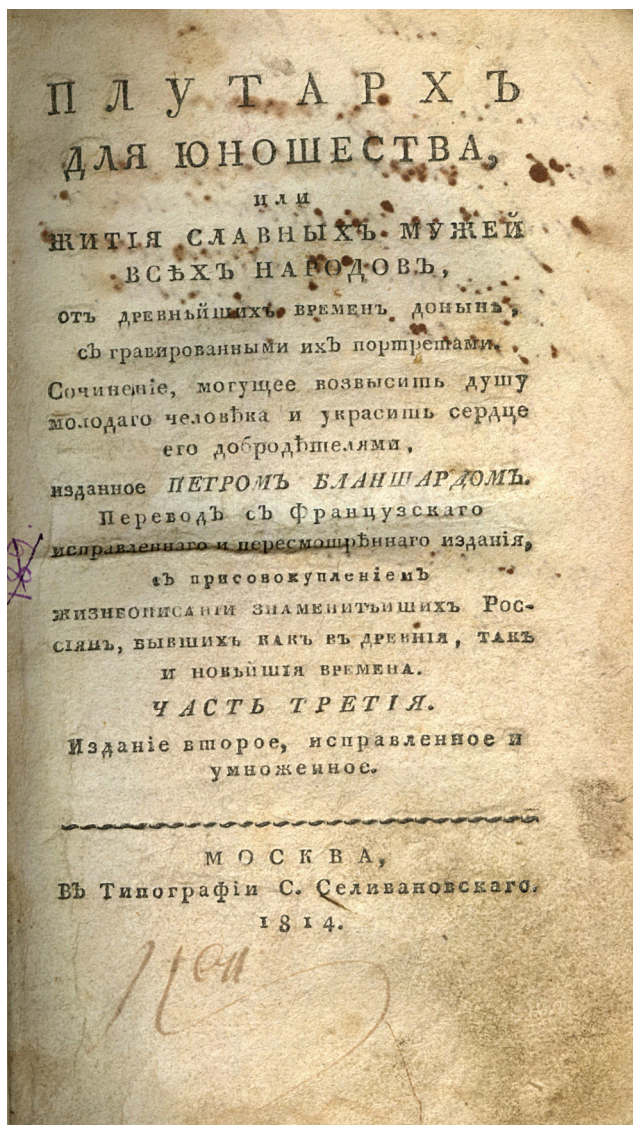 ПЛУТАРХЪ
ДЛЯ ЮНОШЕСТВА,
или
ЖИТІЯ СЛАВНЫХЪ МУЖЕЙ
ВСѢХЪ НАРОДОВЪ,
отъ древнѣйшихъ временъ донынѣ,
съ гравированными ихъ портретами.
Сочиненіе, могущее возвысить душу
молодаго человѣка и украсить сердце
его добродѣтелями,
изданное ПЕТРОМЪ БЛАНШАРДОМЪ.
Переводъ съ Французскаго
исправленнаго и пересмотрѣннаго изданія,
съ присовокупленіемъ
жизнеописаній знаменитѣйшихъ Рос-
сіянъ, бывшихъ какъ въ древнія, такъ
и новѣйшія времена.
ЧАСТЬ ТРЕТІЯ.
Изданіе второе, исправленное и
умноженное.
МОСКВА,
Въ Типографіи С. Селивановскаго.
1814.